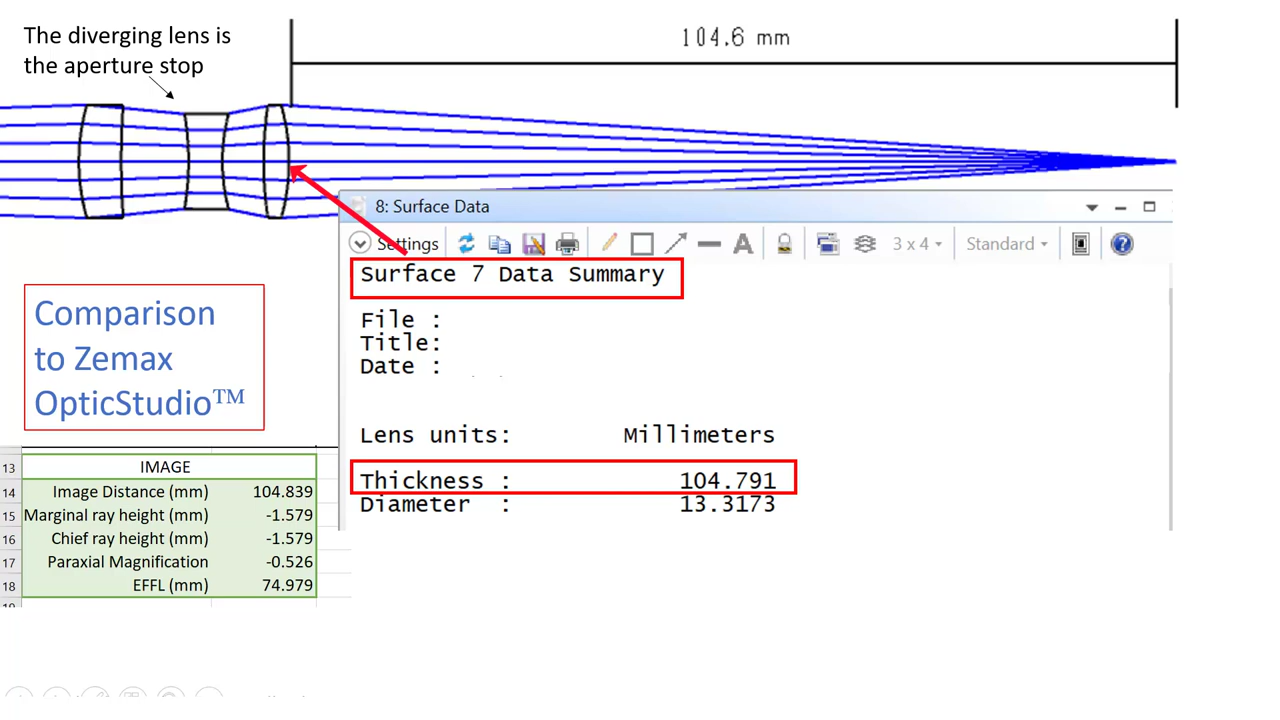 The diverging lens is
the aperture stop
104.6 mm
8: Surface Data
Settings
3 x 4
Standard
Surface 7 Data Summary
File :
Title:
Date :
Lens units: Millimeters
Thickness : 104.791
Diameter : 13.3173
Comparison
to Zemax
OpticStudio™
13 IMAGE
14 Image Distance (mm) 104.839
15 Marginal ray height (mm) -1.579
16 Chief ray height (mm) -1.579
17 Paraxial Magnification -0.526
18 EFFL (mm) 74.979